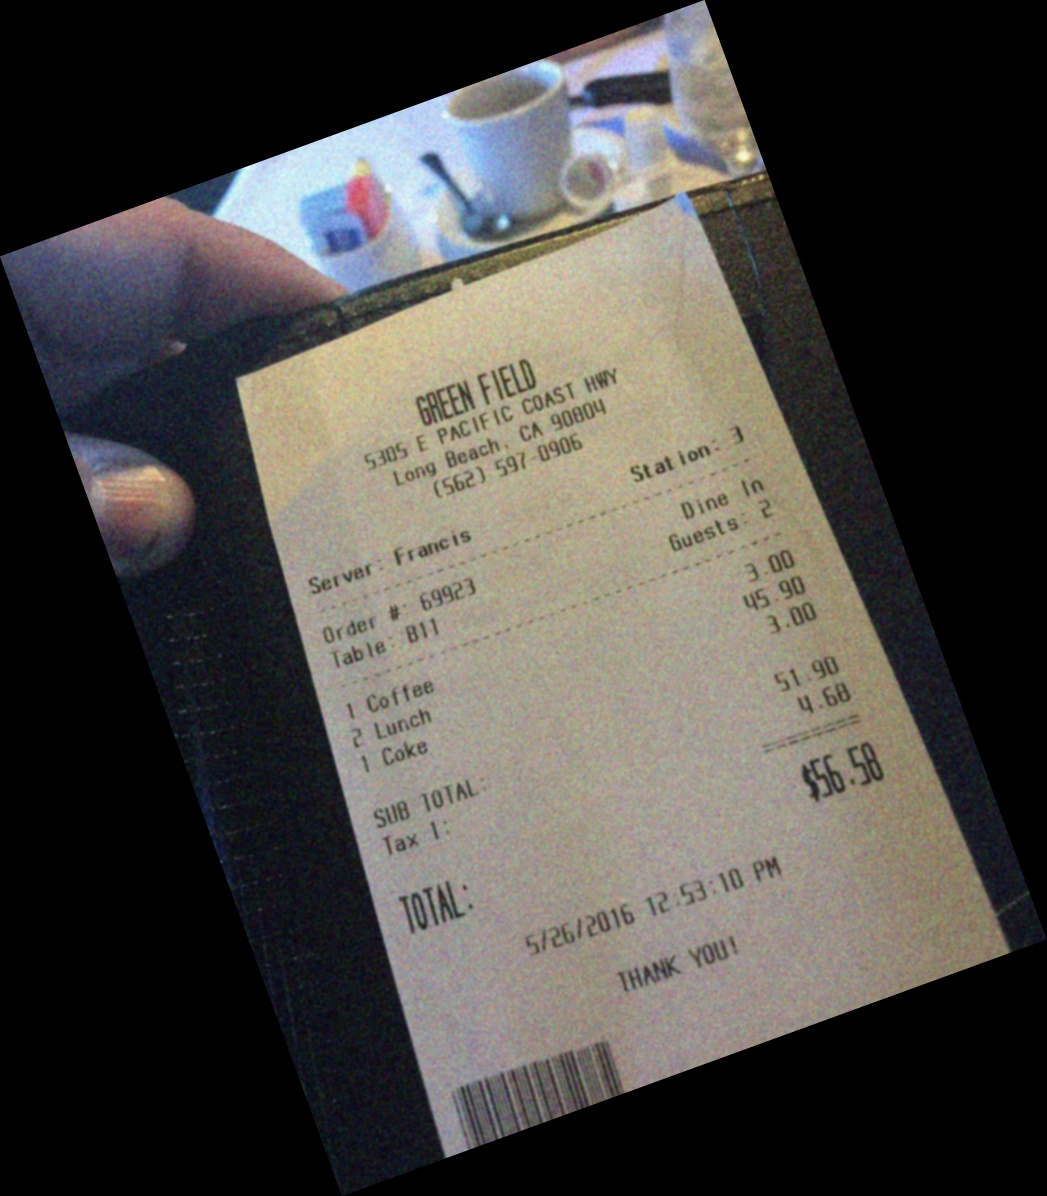 GREEN FIELD
5305 E PACIFIC COAST HWY
Long Beach, CA 90804
(562) 597-0906
Server: Francis Station: 3
Order #: 69923 Dine In
Table: B11 Guests: 2
1 Coffee 3.00
2 Lunch 45.90
1 Coke 3.00
SUB TOTAL: 51.90
Tax 1: 4.68
TOTAL: $56.58
5/26/2016 12:53:10 PM
THANK YOU!